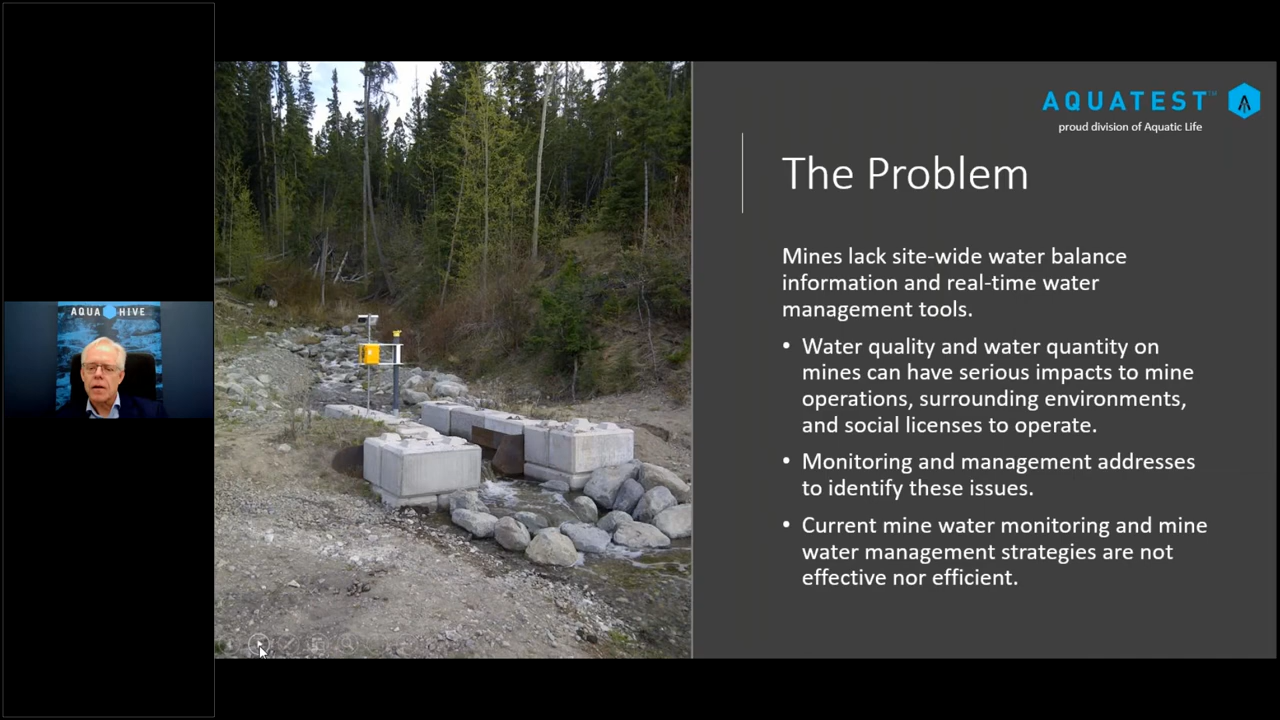 AQUA HIVE
AQUATEST™
proud division of Aquatic Life
The Problem
Mines lack site-wide water balance
information and real-time water
management tools.
• Water quality and water quantity on
mines can have serious impacts to mine
operations, surrounding environments,
and social licenses to operate.
• Monitoring and management addresses
to identify these issues.
• Current mine water monitoring and mine
water management strategies are not
effective nor efficient.